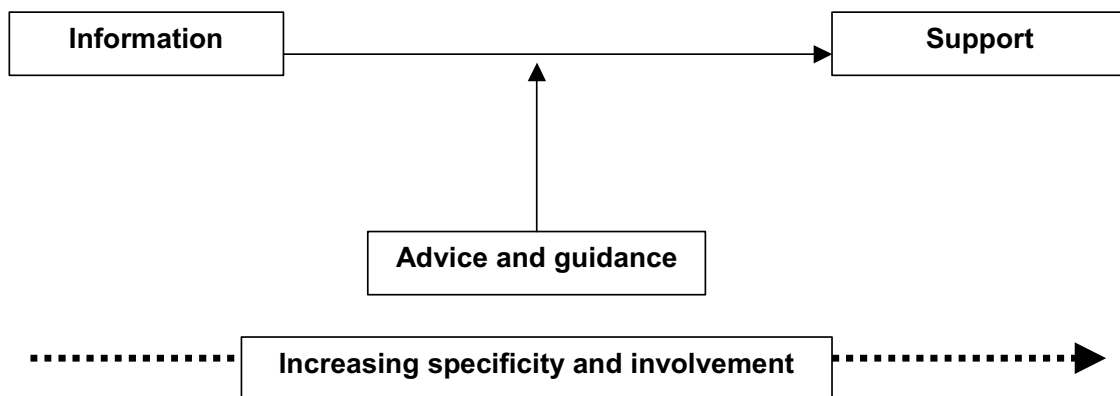 Information
Support
Advice and guidance
Increasing specificity and involvement